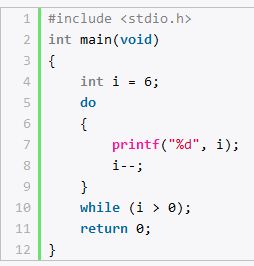 1 #include <stdio.h>
2 int main(void)
3 {
4     int i = 6;
5     do
6     {
7         printf("%d", i);
8         i--;
9     }
10     while (i > 0);
11     return 0;
12 }